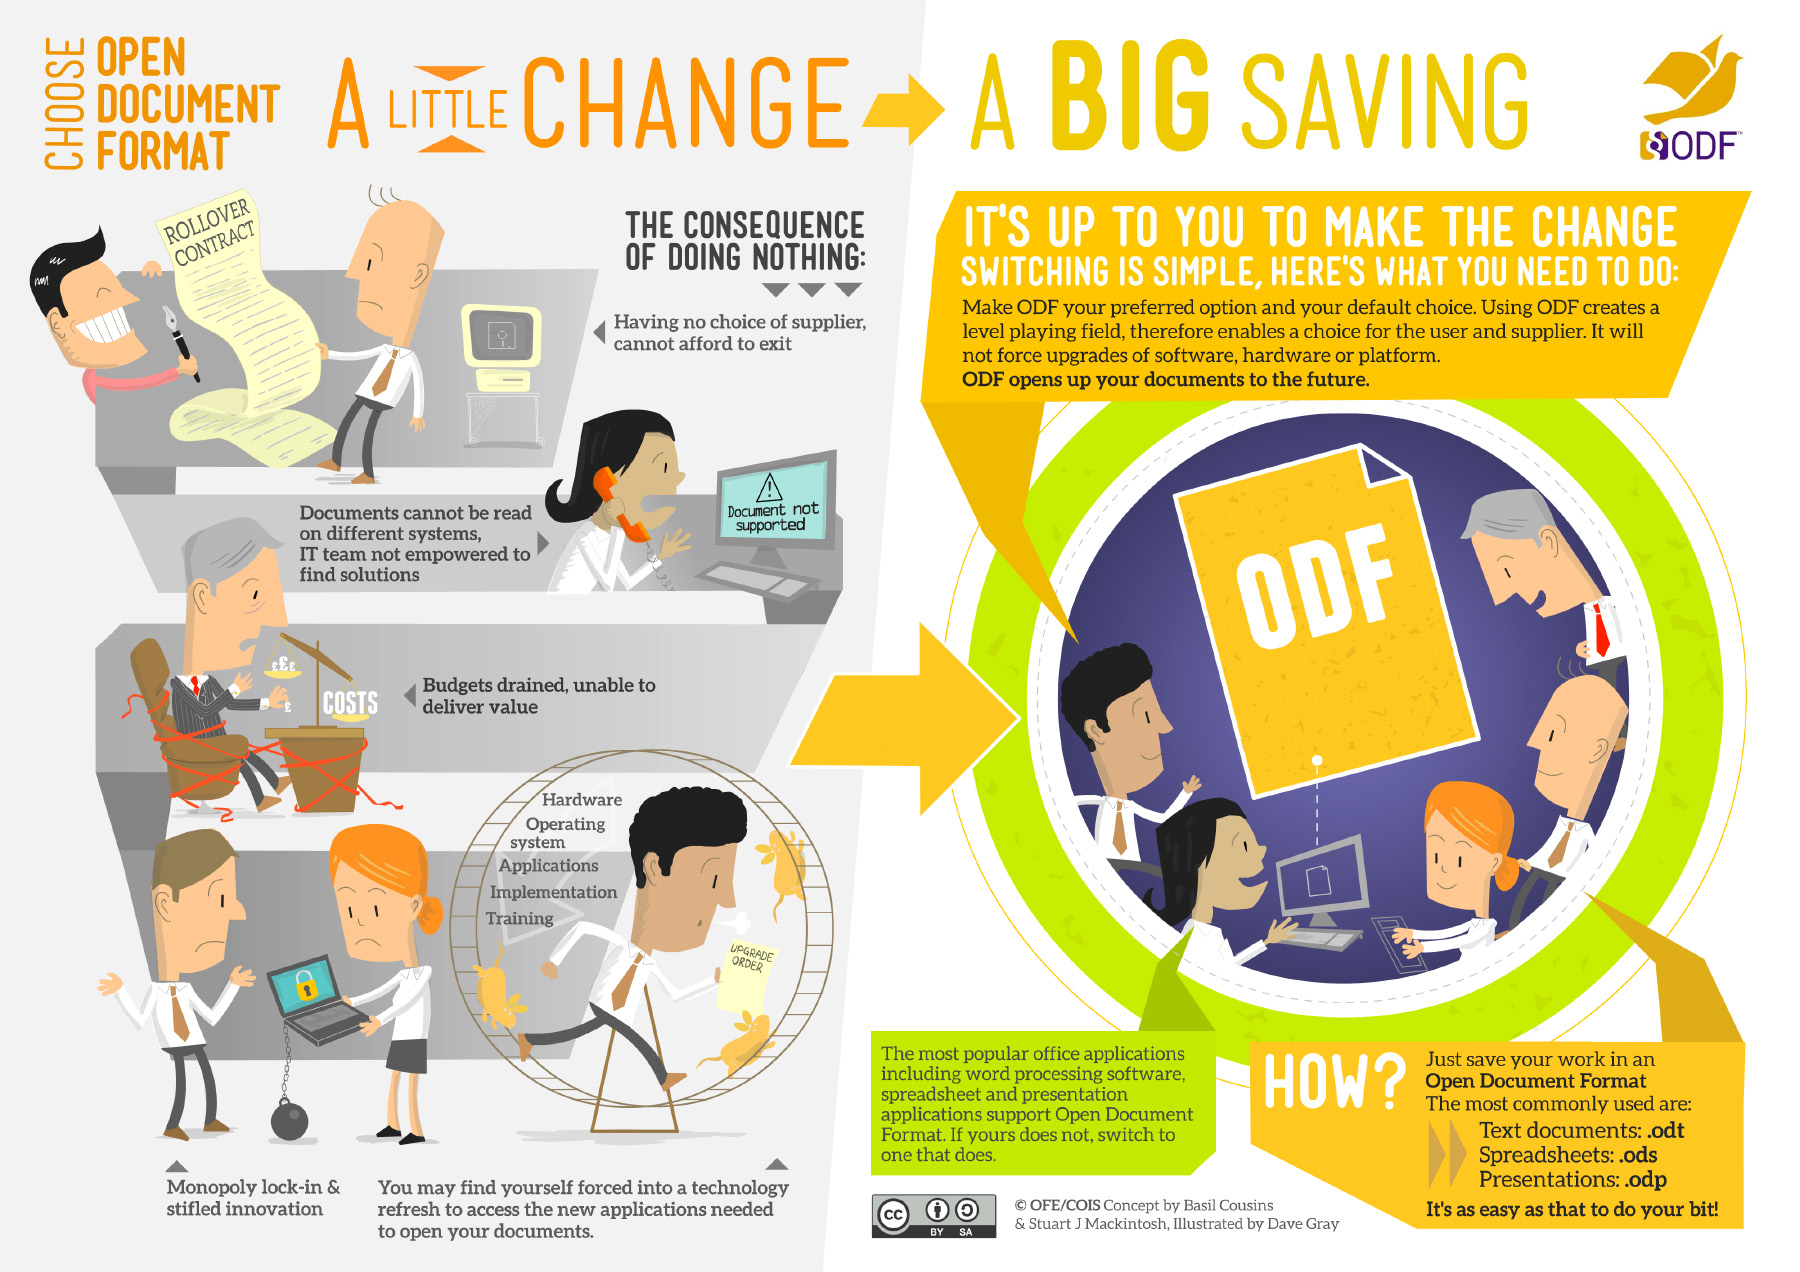 CHOOSE
OPEN
DOCUMENT
FORMAT
A LITTLE CHANGE
A BIG SAVING
ODF™
ROLLOVER
CONTRACT
THE CONSEQUENCE
OF DOING NOTHING:
Having no choice of supplier,
cannot afford to exit
Documents cannot be read
on different systems,
IT team not empowered to
find solutions
Document not
supported
£££
£
COSTS
Budgets drained, unable to
deliver value
Hardware
Operating
system
Applications
Implementation
Training
UPGRADE
ORDER
Monopoly lock-in &
stifled innovation
You may find yourself forced into a technology
refresh to access the new applications needed
to open your documents.
IT'S UP TO YOU TO MAKE THE CHANGE
SWITCHING IS SIMPLE, HERE'S WHAT YOU NEED TO DO:
Make ODF your preferred option and your default choice. Using ODF creates a
level playing field, therefore enables a choice for the user and supplier. It will
not force upgrades of software, hardware or platform.
ODF opens up your documents to the future.
ODF
The most popular office applications
including word processing software,
spreadsheet and presentation
applications support Open Document
Format. If yours does not, switch to
one that does.
HOW?
Just save your work in an
Open Document Format
The most commonly used are:
Text documents: .odt
Spreadsheets: .ods
Presentations: .odp
It's as easy as that to do your bit!
cc
BY SA
© OFE/COIS Concept by Basil Cousins
& Stuart J Mackintosh, Illustrated by Dave Gray